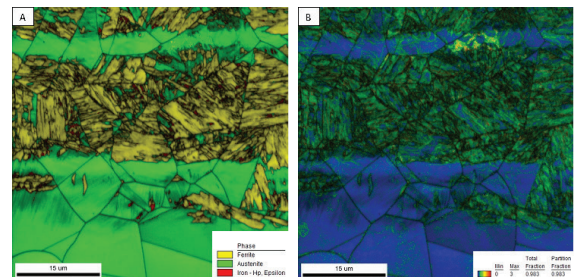 A
B
Phase
Ferrite
Austenite
Iron - Hp, Epsilon
15 um
Total Partition
Min Max Fraction Fraction
0 3 0.983 0.983
15 um